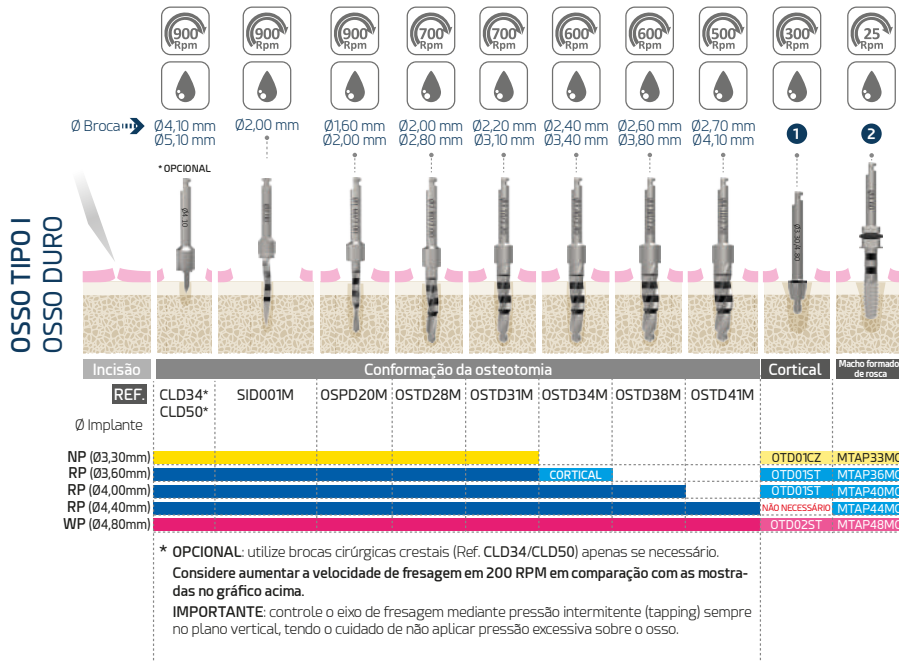 900 Rpm 900 Rpm 900 Rpm 700 Rpm 700 Rpm 600 Rpm 600 Rpm 500 Rpm 300 Rpm 25 Rpm
Ø Broca Ø4,10 mm Ø2,00 mm Ø1,60 mm Ø2,00 mm Ø2,20 mm Ø2,40 mm Ø2,60 mm Ø2,70 mm 1 2
Ø5,10 mm Ø2,00 mm Ø2,80 mm Ø3,10 mm Ø3,40 mm Ø3,80 mm Ø4,10 mm
* OPCIONAL
OSSO TIPO I
OSSO DURO
Incisão Conformação da osteotomia Cortical Macho formador
de rosca
REF. CLD34* SID001M OSPD20M OSTD28M OSTD31M OSTD34M OSTD38M OSTD41M
CLD50*
Ø Implante
NP (Ø3,30mm) OTD01CZ MTAP33MC
RP (Ø3,60mm) CORTICAL OTD01ST MTAP36MC
RP (Ø4,00mm) OTD01ST MTAP40MC
RP (Ø4,40mm) NÃO NECESSÁRIO MTAP44MC
WP (Ø4,80mm) OTD02ST MTAP48MC
* OPCIONAL: utilize brocas cirúrgicas crestais (Ref. CLD34/CLD50) apenas se necessário.
Considere aumentar a velocidade de fresagem em 200 RPM em comparação com as mostra-
das no gráfico acima.
IMPORTANTE: controle o eixo de fresagem mediante pressão intermitente (tapping) sempre
no plano vertical, tendo o cuidado de não aplicar pressão excessiva sobre o osso.